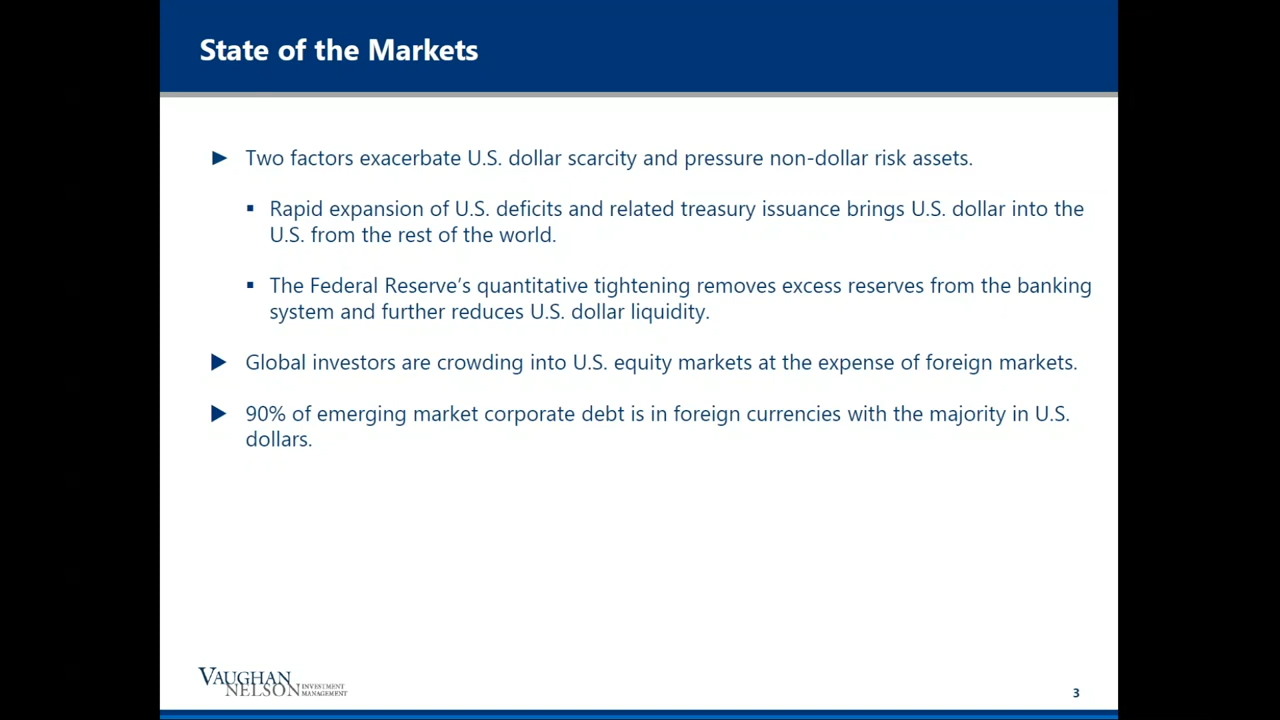 State of the Markets
Two factors exacerbate U.S. dollar scarcity and pressure non-dollar risk assets.
Rapid expansion of U.S. deficits and related treasury issuance brings U.S. dollar into the
U.S. from the rest of the world.
The Federal Reserve’s quantitative tightening removes excess reserves from the banking
system and further reduces U.S. dollar liquidity.
Global investors are crowding into U.S. equity markets at the expense of foreign markets.
90% of emerging market corporate debt is in foreign currencies with the majority in U.S.
dollars.
VAUGHAN
NELSON INVESTMENT
MANAGEMENT
3